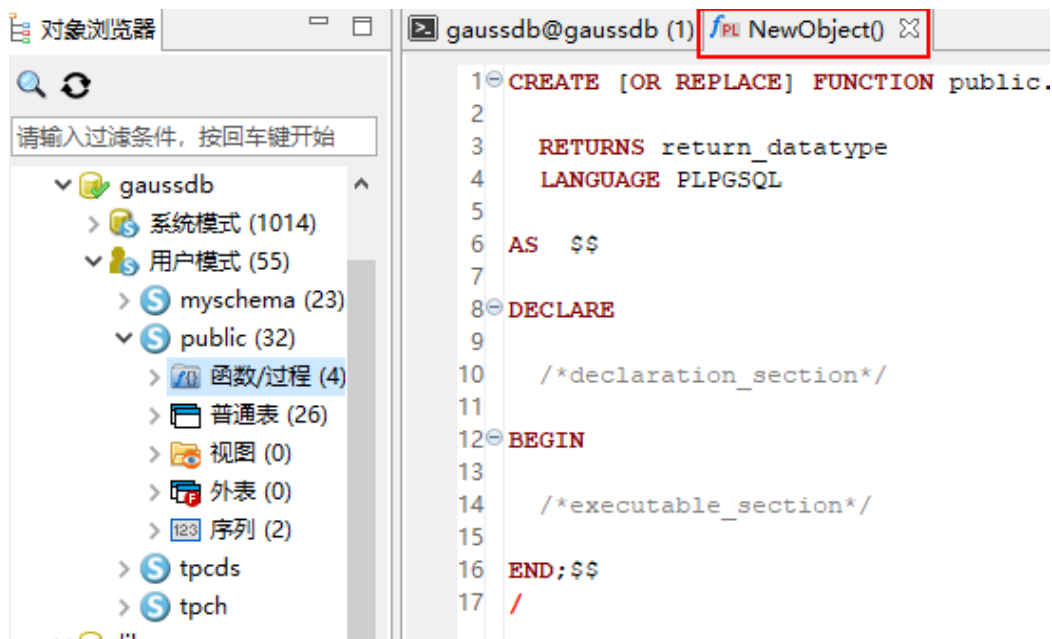 对象浏览器
请输入过滤条件，按回车键开始
gaussdb
系统模式 (1014)
用户模式 (55)
myschema (23)
public (32)
函数/过程 (4)
普通表 (26)
视图 (0)
外表 (0)
序列 (2)
tpcds
tpch
gaussdb@gaussdb (1)
NewObject()
1 CREATE [OR REPLACE] FUNCTION public.
2
3 RETURNS return_datatype
4 LANGUAGE PLPGSQL
5
6 AS $$
7
8 DECLARE
9
10 /*declaration_section*/
11
12 BEGIN
13
14 /*executable_section*/
15
16 END;$$
17 /